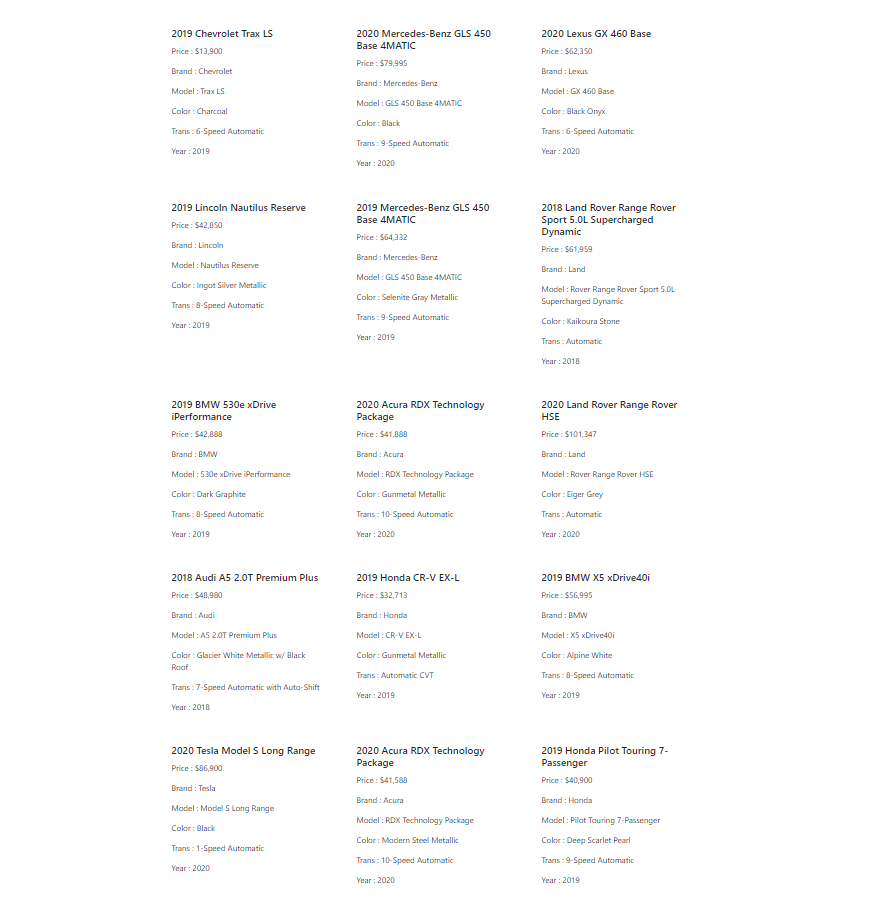 2019 Chevrolet Trax LS
Price : $13,900
Brand : Chevrolet
Model : Trax LS
Color : Charcoal
Trans : 6-Speed Automatic
Year : 2019
2020 Mercedes-Benz GLS 450
Base 4MATIC
Price : $79,995
Brand : Mercedes-Benz
Model : GLS 450 Base 4MATIC
Color : Black
Trans : 9-Speed Automatic
Year : 2020
2020 Lexus GX 460 Base
Price : $62,350
Brand : Lexus
Model : GX 460 Base
Color : Black Onyx
Trans : 6-Speed Automatic
Year : 2020
2019 Lincoln Nautilus Reserve
Price : $42,850
Brand : Lincoln
Model : Nautilus Reserve
Color : Ingot Silver Metallic
Trans : 8-Speed Automatic
Year : 2019
2019 Mercedes-Benz GLS 450
Base 4MATIC
Price : $64,332
Brand : Mercedes-Benz
Model : GLS 450 Base 4MATIC
Color : Selenite Gray Metallic
Trans : 9-Speed Automatic
Year : 2019
2018 Land Rover Range Rover
Sport 5.0L Supercharged
Dynamic
Price : $61,959
Brand : Land
Model : Rover Range Rover Sport 5.0L
Supercharged Dynamic
Color : Kaikoura Stone
Trans : Automatic
Year : 2018
2019 BMW 530e xDrive
iPerformance
Price : $42,888
Brand : BMW
Model : 530e xDrive iPerformance
Color : Dark Graphite
Trans : 8-Speed Automatic
Year : 2019
2020 Acura RDX Technology
Package
Price : $41,888
Brand : Acura
Model : RDX Technology Package
Color : Gunmetal Metallic
Trans : 10-Speed Automatic
Year : 2020
2020 Land Rover Range Rover
HSE
Price : $101,347
Brand : Land
Model : Rover Range Rover HSE
Color : Eiger Grey
Trans : Automatic
Year : 2020
2018 Audi A5 2.0T Premium Plus
Price : $48,980
Brand : Audi
Model : A5 2.0T Premium Plus
Color : Glacier White Metallic w/ Black
Roof
Trans : 7-Speed Automatic with Auto-Shift
Year : 2018
2019 Honda CR-V EX-L
Price : $32,713
Brand : Honda
Model : CR-V EX-L
Color : Gunmetal Metallic
Trans : Automatic CVT
Year : 2019
2019 BMW X5 xDrive40i
Price : $56,995
Brand : BMW
Model : X5 xDrive40i
Color : Alpine White
Trans : 8-Speed Automatic
Year : 2019
2020 Tesla Model S Long Range
Price : $86,900
Brand : Tesla
Model : Model S Long Range
Color : Black
Trans : 1-Speed Automatic
Year : 2020
2020 Acura RDX Technology
Package
Price : $41,588
Brand : Acura
Model : RDX Technology Package
Color : Modern Steel Metallic
Trans : 10-Speed Automatic
Year : 2020
2019 Honda Pilot Touring 7-
Passenger
Price : $40,900
Brand : Honda
Model : Pilot Touring 7-Passenger
Color : Deep Scarlet Pearl
Trans : 9-Speed Automatic
Year : 2019